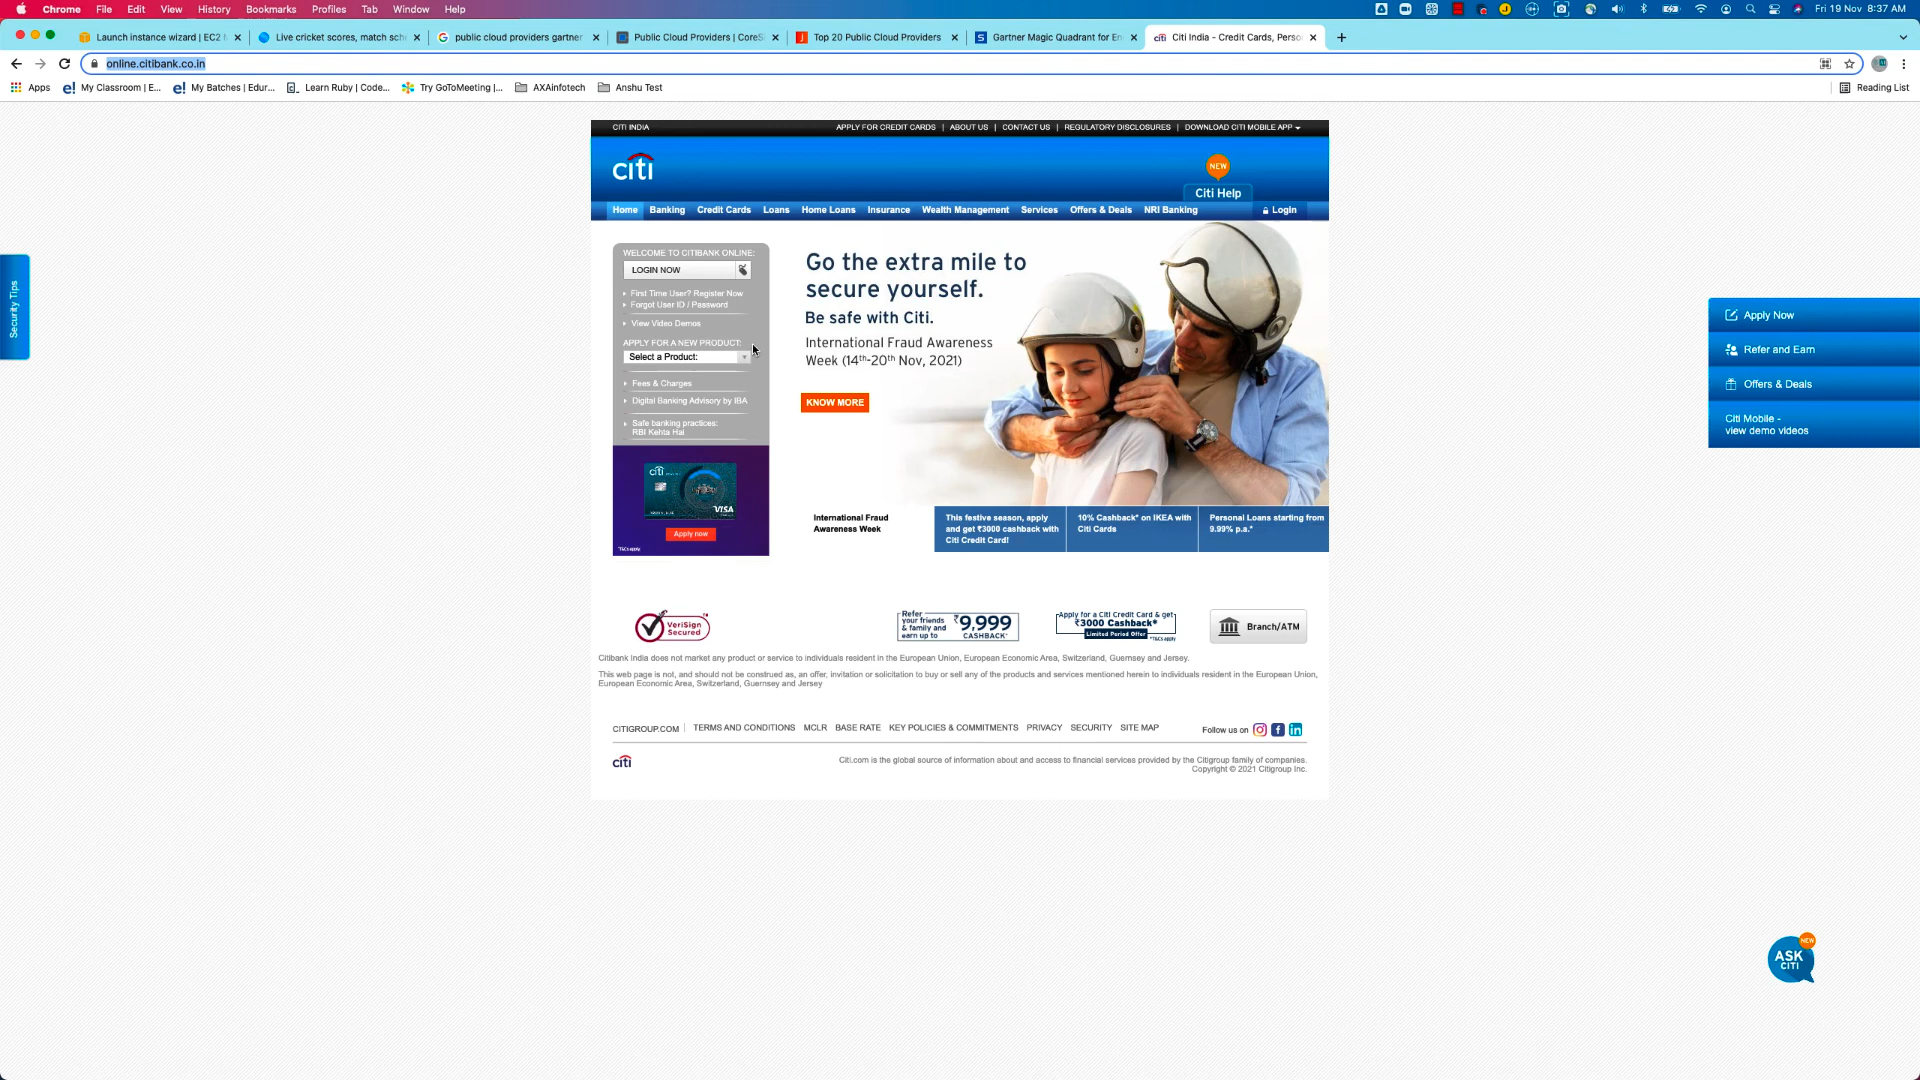 Chrome File Edit View History Bookmarks Profiles Tab Window Help
Fri 19 Nov 8:37 AM
Launch instance wizard | EC2
Live cricket scores, match sch
public cloud providers gartner
Public Cloud Providers | CoreS
Top 20 Public Cloud Providers
Gartner Magic Quadrant for En
Citi India - Credit Cards, Perso
online.citibank.co.in
Apps
My Classroom | E...
My Batches | Edur...
Learn Ruby | Code...
Try GoToMeeting |...
AXAinfotech
Anshu Test
Reading List
CITI INDIA
APPLY FOR CREDIT CARDS | ABOUT US | CONTACT US | REGULATORY DISCLOSURES | DOWNLOAD CITI MOBILE APP
citi
NEW
Citi Help
Home Banking Credit Cards Loans Home Loans Insurance Wealth Management Services Offers & Deals NRI Banking Login
Security Tips
WELCOME TO CITIBANK ONLINE:
LOGIN NOW
First Time User? Register Now
Forgot User ID / Password
View Video Demos
APPLY FOR A NEW PRODUCT:
Select a Product:
Fees & Charges
Digital Banking Advisory by IBA
Safe banking practices:
RBI Kehta Hai
citi
VISA
Apply now
*T&Cs apply
Go the extra mile to
secure yourself.
Be safe with Citi.
International Fraud Awareness
Week (14th-20th Nov, 2021)
KNOW MORE
International Fraud
Awareness Week
This festive season, apply
and get ₹3000 cashback with
Citi Credit Card!
10% Cashback* on IKEA with
Citi Cards
Personal Loans starting from
9.99% p.a.*
Apply Now
Refer and Earn
Offers & Deals
Citi Mobile -
view demo videos
VeriSign
Secured
Refer
your friends
& family and
earn up to
₹9,999
CASHBACK*
Apply for a Citi Credit Card & get
₹3000 Cashback*
Limited Period Offer
*T&Cs apply
Branch/ATM
Citibank India does not market any product or service to individuals resident in the European Union, European Economic Area, Switzerland, Guernsey and Jersey.
This web page is not, and should not be construed as, an offer, invitation or solicitation to buy or sell any of the products and services mentioned herein to individuals resident in the European Union,
European Economic Area, Switzerland, Guernsey and Jersey
CITIGROUP.COM | TERMS AND CONDITIONS MCLR BASE RATE KEY POLICIES & COMMITMENTS PRIVACY SECURITY SITE MAP
Follow us on
citi
Citi.com is the global source of information about and access to financial services provided by the Citigroup family of companies.
Copyright © 2021 Citigroup Inc.
NEW
ASK
CITI